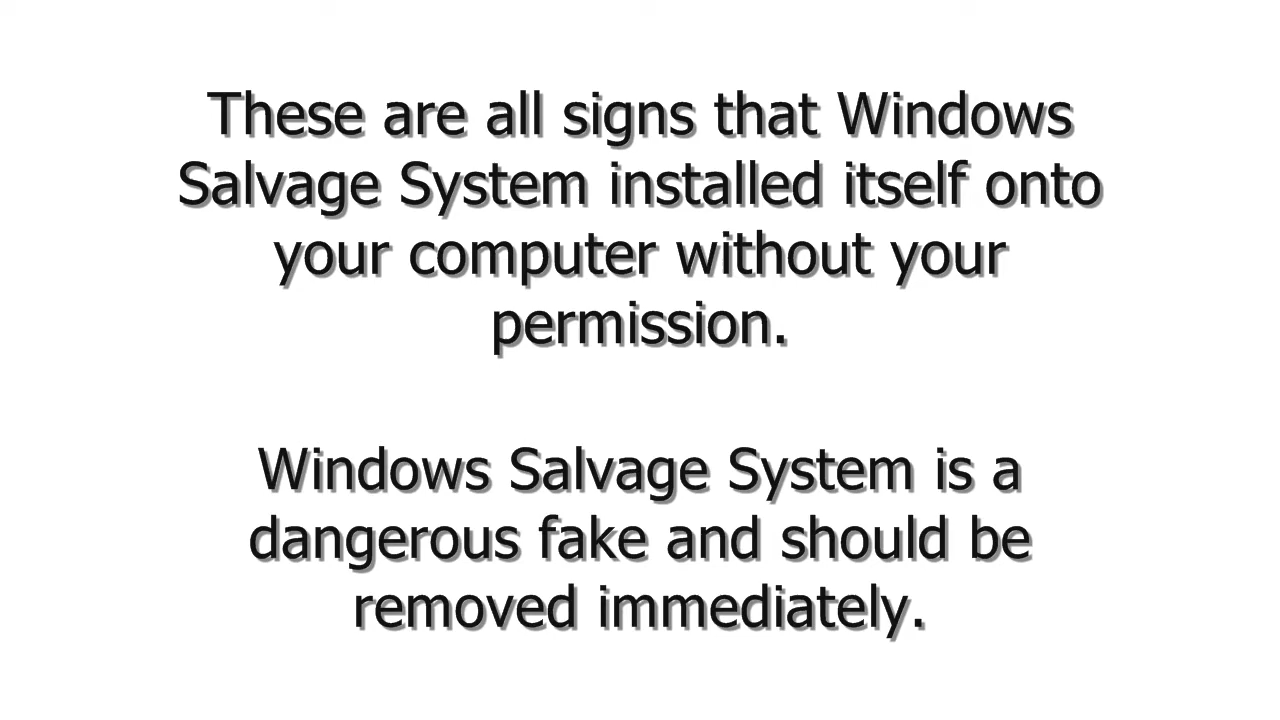 These are all signs that Windows
Salvage System installed itself onto
your computer without your
permission.
Windows Salvage System is a
dangerous fake and should be
removed immediately.